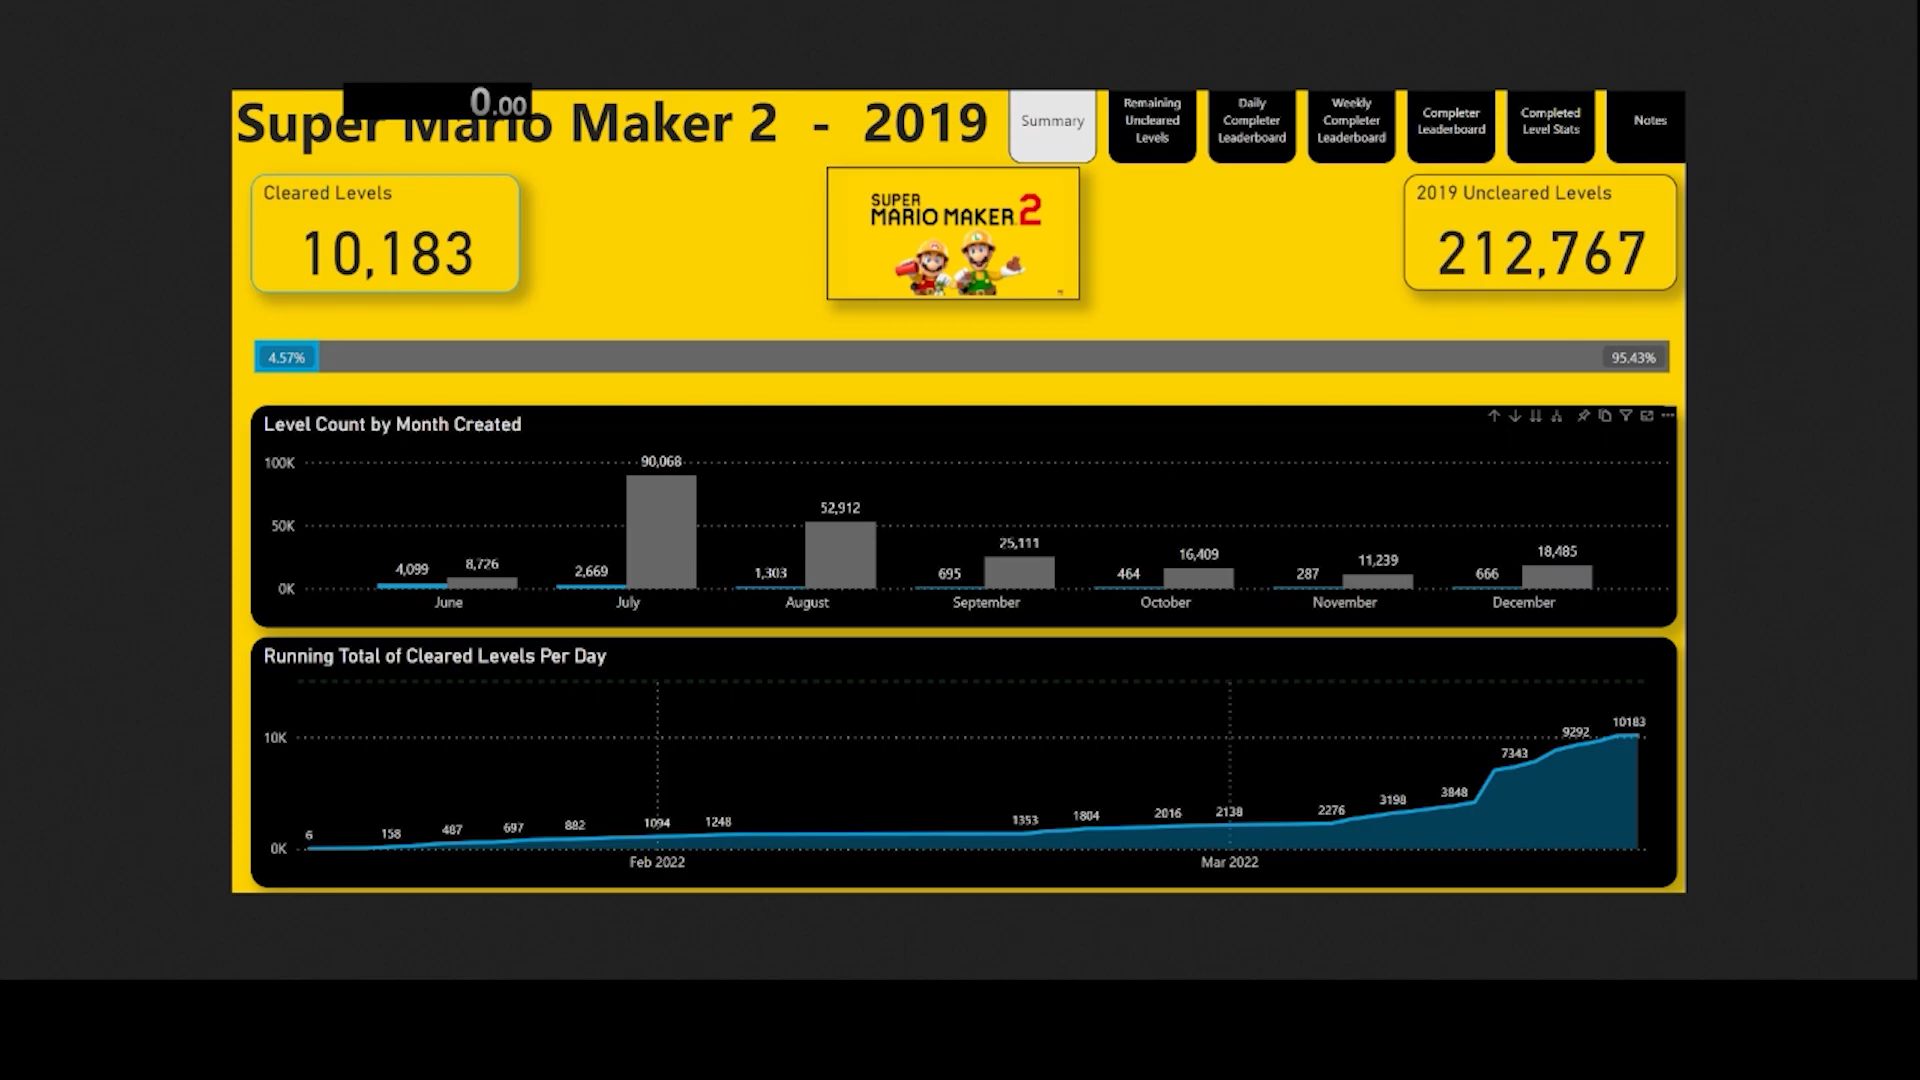 0.00
Super Mario Maker 2 - 2019
Summary
Remaining
Uncleared
Levels
Daily
Completer
Leaderboard
Weekly
Completer
Leaderboard
Completer
Leaderboard
Completed
Level Stats
Notes
Cleared Levels
10,183
SUPER
MARIO MAKER 2
2019 Uncleared Levels
212,767
4.57%
95.43%
Level Count by Month Created
100K
50K
0K
4,099
8,726
2,669
90,068
1,303
52,912
695
25,111
464
16,409
287
11,239
666
18,485
June
July
August
September
October
November
December
Running Total of Cleared Levels Per Day
10K
0K
6
158
487
697
882
1094
1248
1353
1804
2016
2138
2276
3198
3848
7343
9292
10183
Feb 2022
Mar 2022